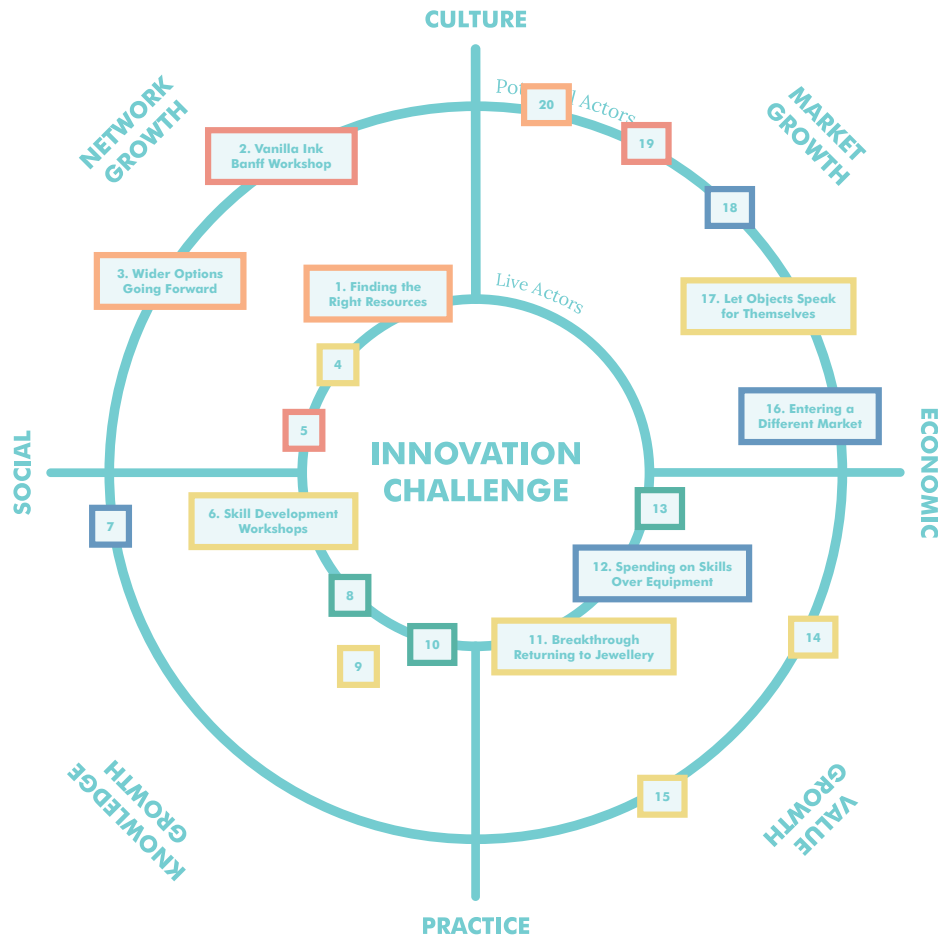 CULTURE
NETWORK
GROWTH
MARKET
GROWTH
Actors
20
19
2. Vanilla Ink
Banff Workshop
18
3. Wider Options
Going Forward
1. Finding the
Right Resources
Live Actors
17. Let Objects Speak
for Themselves
4
16. Entering a
Different Market
5
INNOVATION
CHALLENGE
SOCIAL
ECONOMIC
6. Skill Development
Workshops
7
13
12. Spending on Skills
Over Equipment
8
10
11. Breakthrough
Returning to Jewellery
14
9
15
KNOWLEDGE
GROWTH
VALUE
GROWTH
PRACTICE